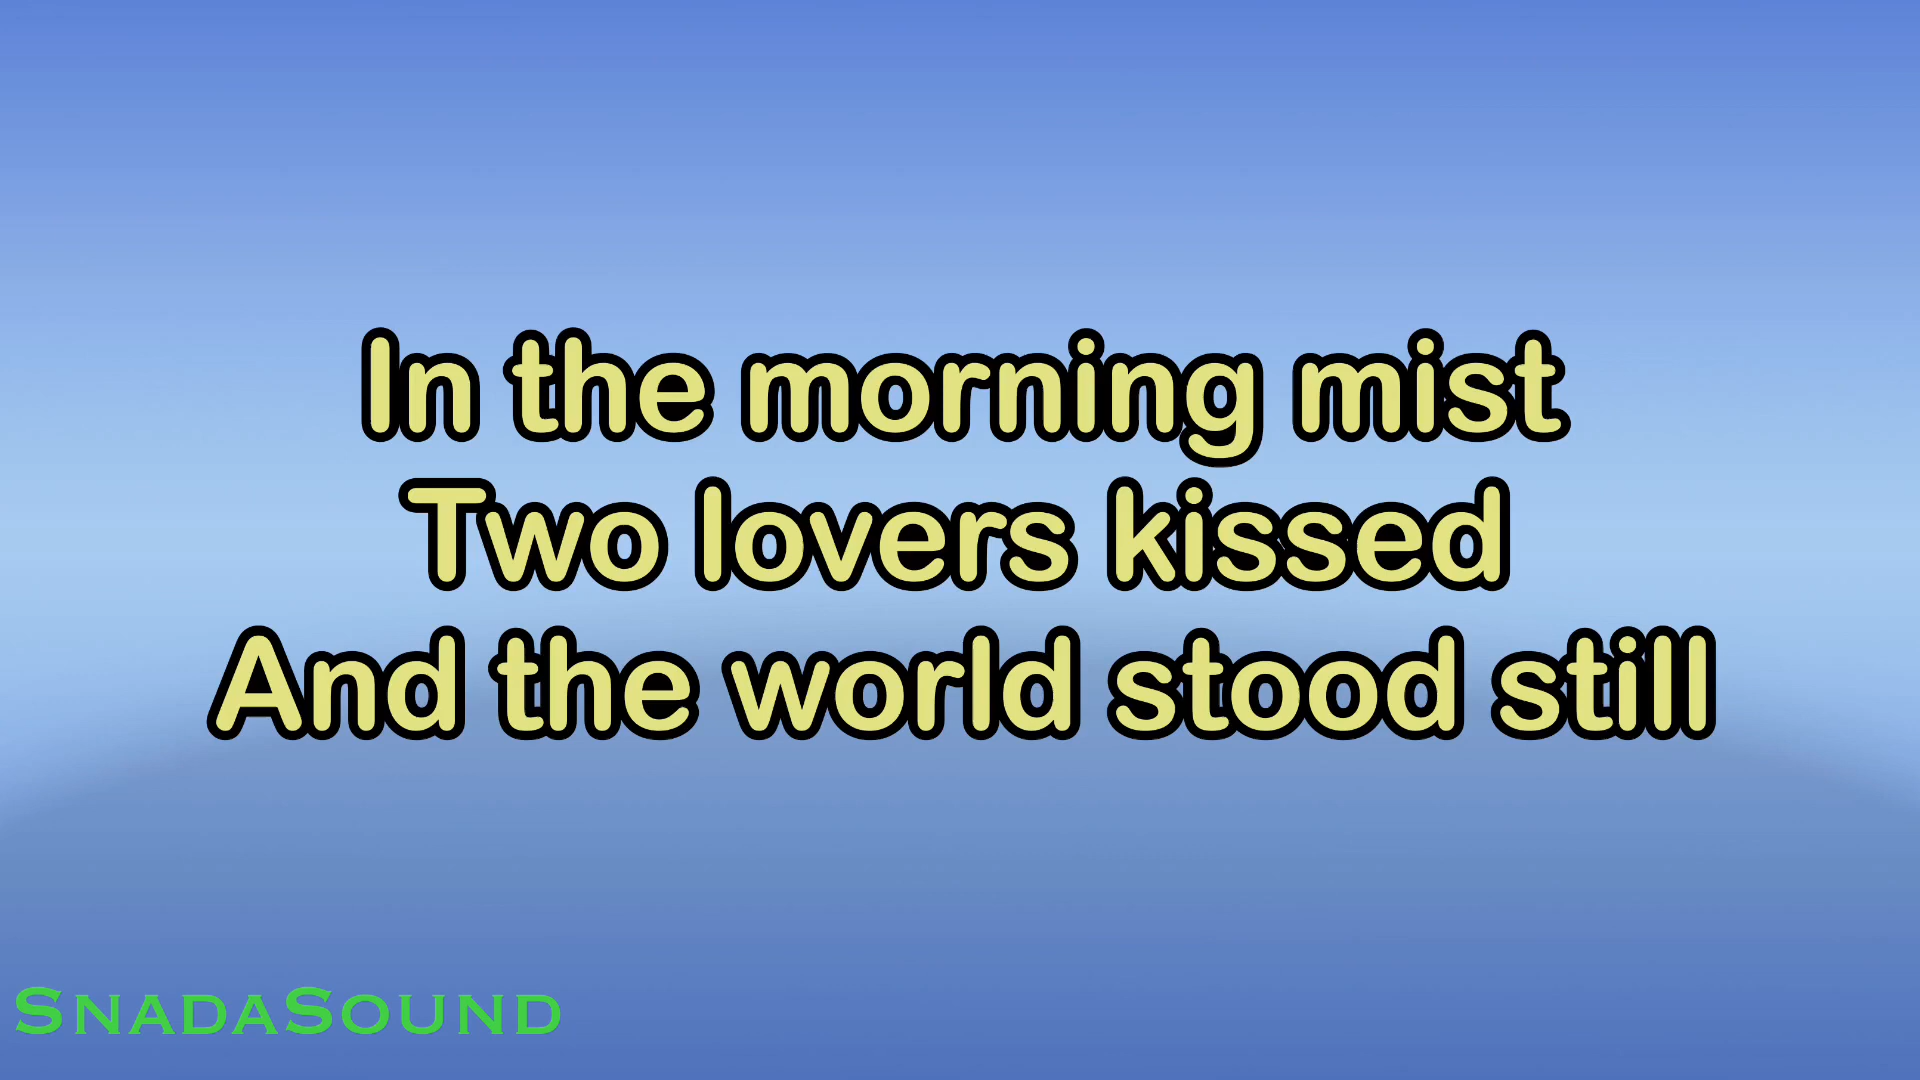 In the morning mist
Two lovers kissed
And the world stood still
SnadaSound